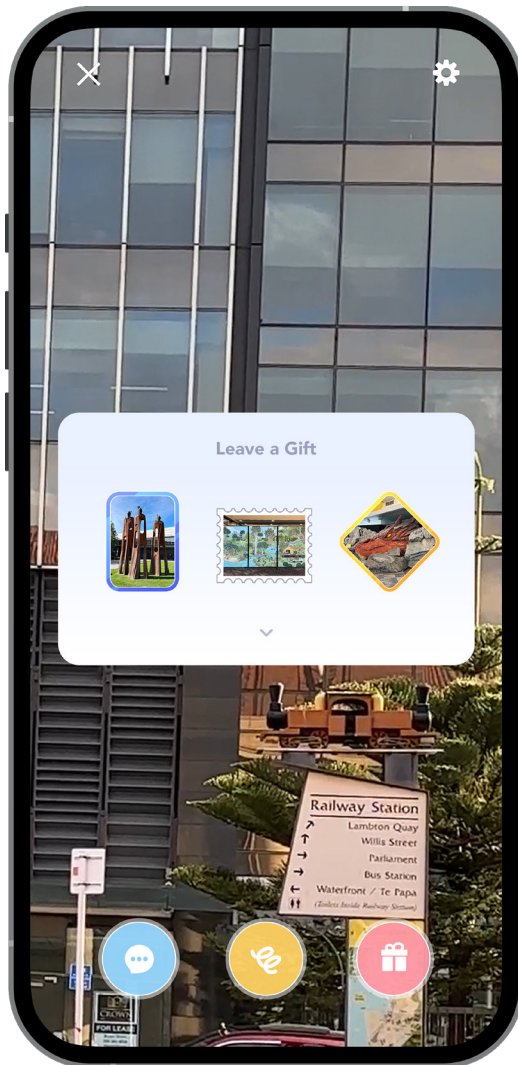 Leave a Gift
Railway Station
Lambton Quay
Willis Street
Parliament
Bus Station
Waterfront / Te Papa
(Toilets Inside Railway Station)
CROWN
FOR LEASE